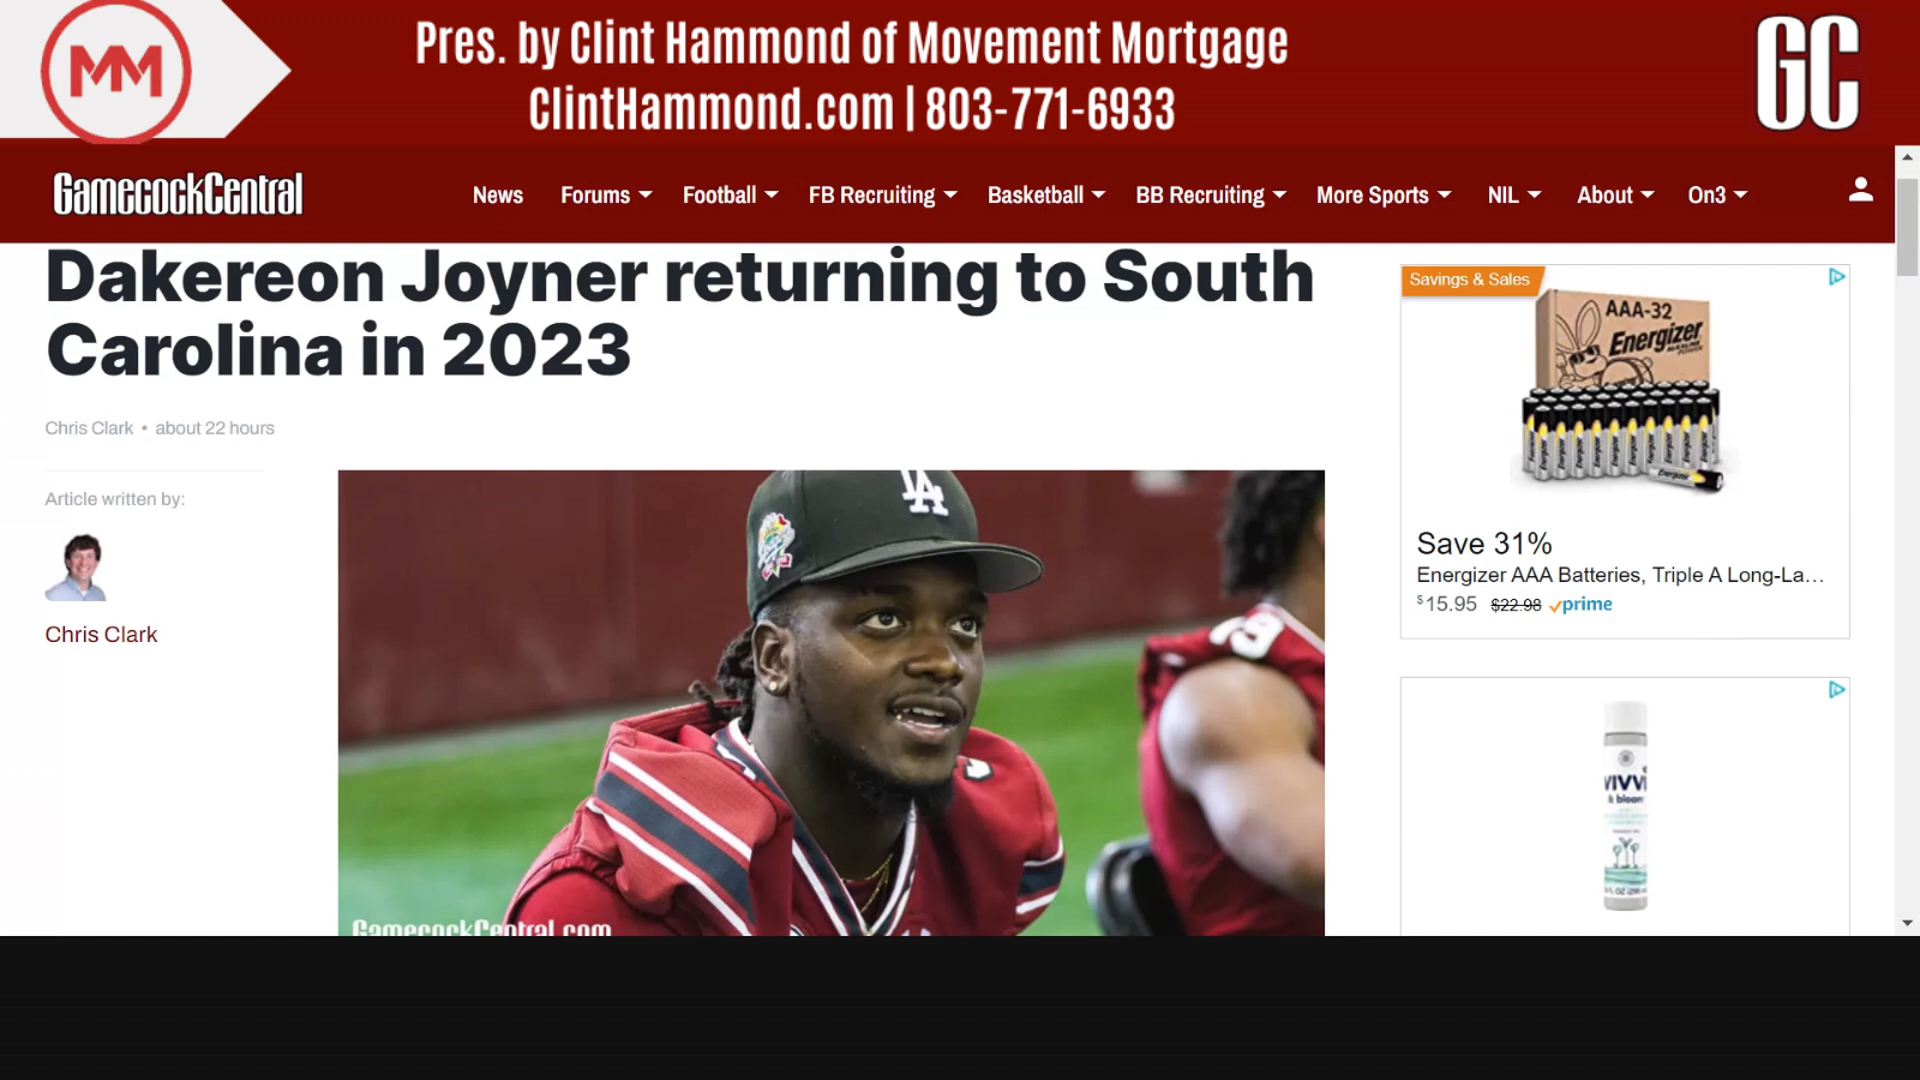 MM
Pres. by Clint Hammond of Movement Mortgage
ClintHammond.com | 803-771-6933
GC
GamecockCentral
News Forums Football FB Recruiting Basketball BB Recruiting More Sports NIL About On3
Dakereon Joyner returning to South
Carolina in 2023
Chris Clark • about 22 hours
Article written by:
Chris Clark
LA
GamecockCentral.com
Savings & Sales
AAA-32
Energizer
Save 31%
Energizer AAA Batteries, Triple A Long-La...
$15.95 $22.98 prime
VIVVI
& bloom